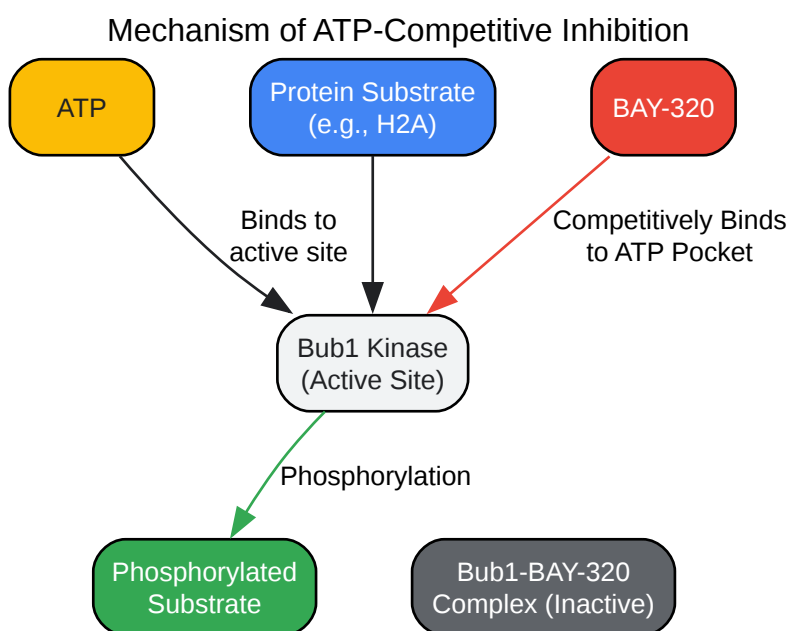 Mechanism of ATP-Competitive Inhibition
ATP
Protein Substrate
(e.g., H2A)
BAY-320
Binds to
active site
Competitively Binds
to ATP Pocket
Bub1 Kinase
(Active Site)
Phosphorylation
Phosphorylated
Substrate
Bub1-BAY-320
Complex (Inactive)